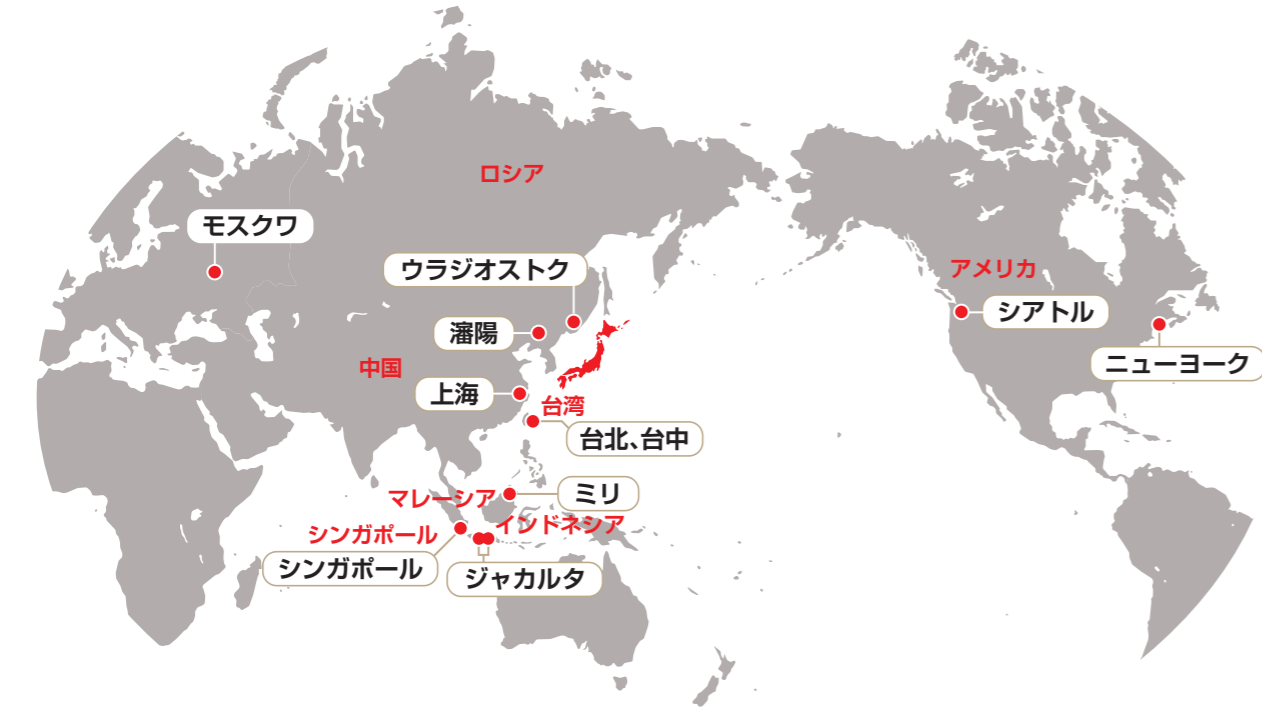 ロシア
モスクワ
ウラジオストク
アメリカ
シアトル
瀋陽
ニューヨーク
中国
上海
台湾
台北、台中
ミリ
マレーシア
インドネシア
シンガポール
シンガポール
ジャカルタ